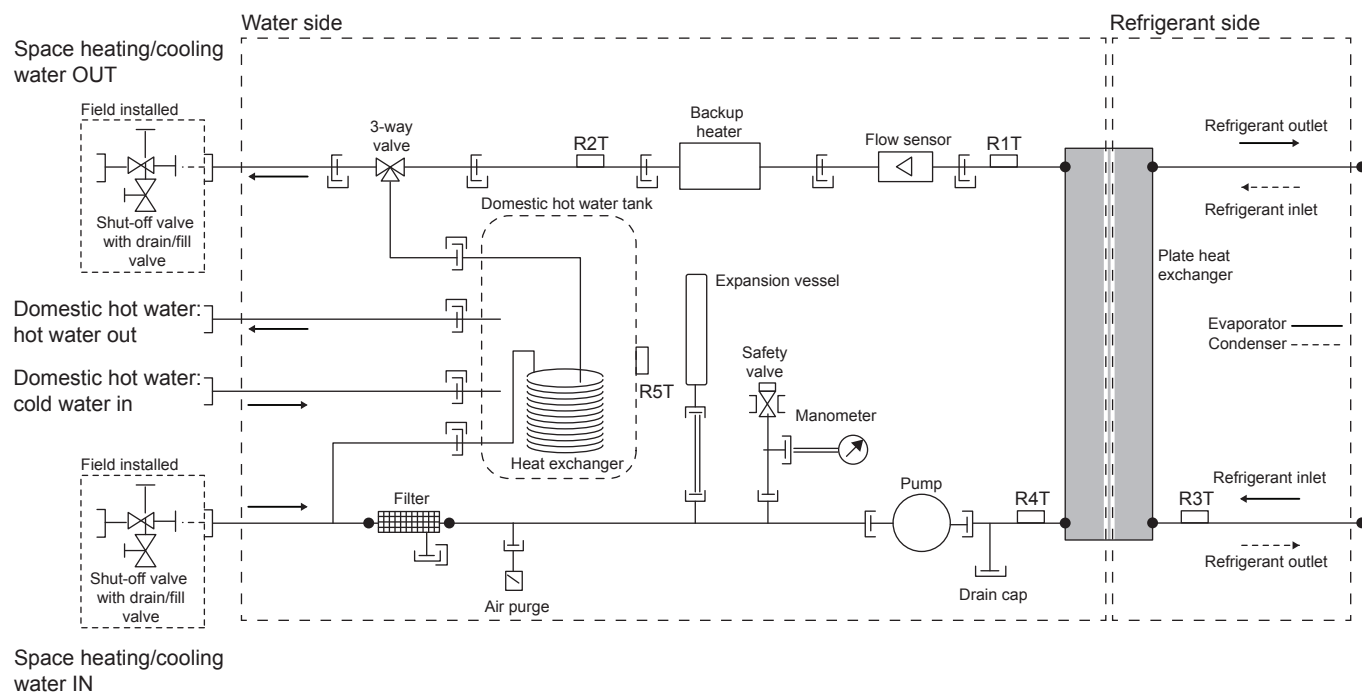 Water side
Refrigerant side
Space heating/cooling
water OUT
Field installed
3-way
valve
R2T
Backup
heater
Flow sensor
R1T
Refrigerant outlet
Refrigerant inlet
Shut-off valve
with drain/fill
valve
Domestic hot water tank
Plate heat
exchanger
Expansion vessel
Domestic hot water:
hot water out
Evaporator
Condenser
Safety
valve
R5T
Domestic hot water:
cold water in
Manometer
Heat exchanger
Field installed
Filter
Pump
R4T
R3T
Refrigerant inlet
Refrigerant outlet
Shut-off valve
with drain/fill
valve
Air purge
Drain cap
Space heating/cooling
water IN